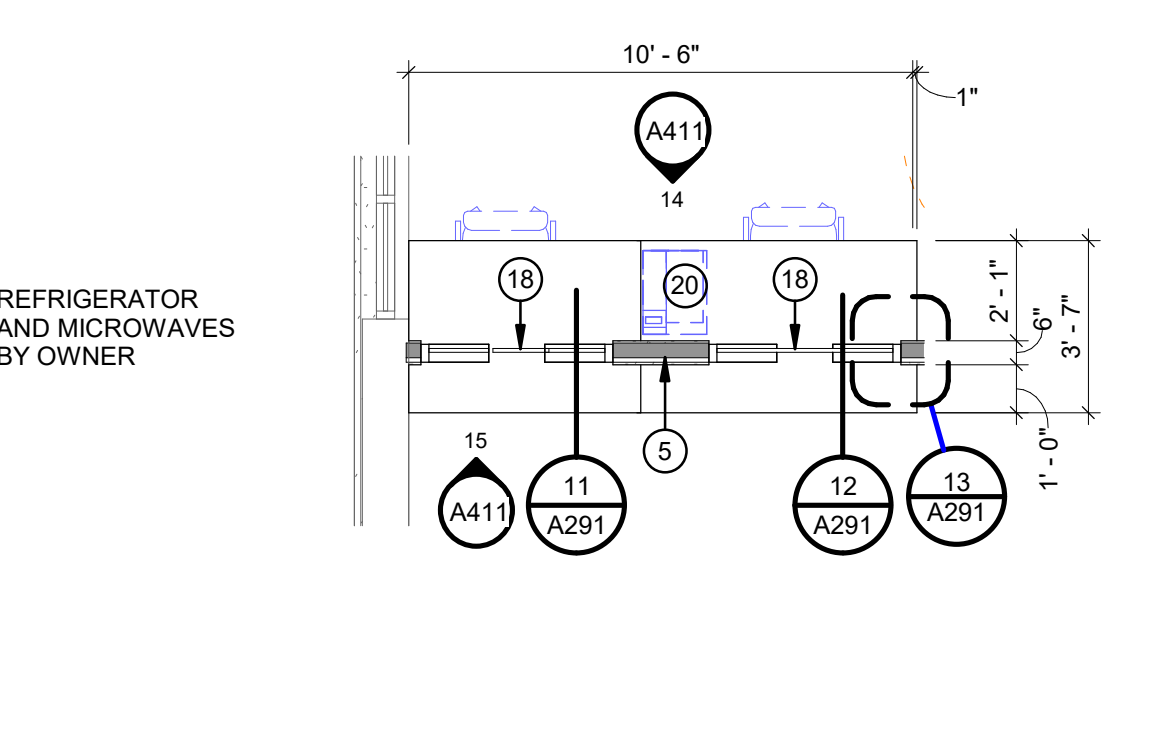 10' - 6"
1"
A411
14
18
20
18
2' - 1"
6"
3' - 7"
REFRIGERATOR
AND MICROWAVES
BY OWNER
5
1' - 0"
15
A411
11
A291
12
A291
13
A291